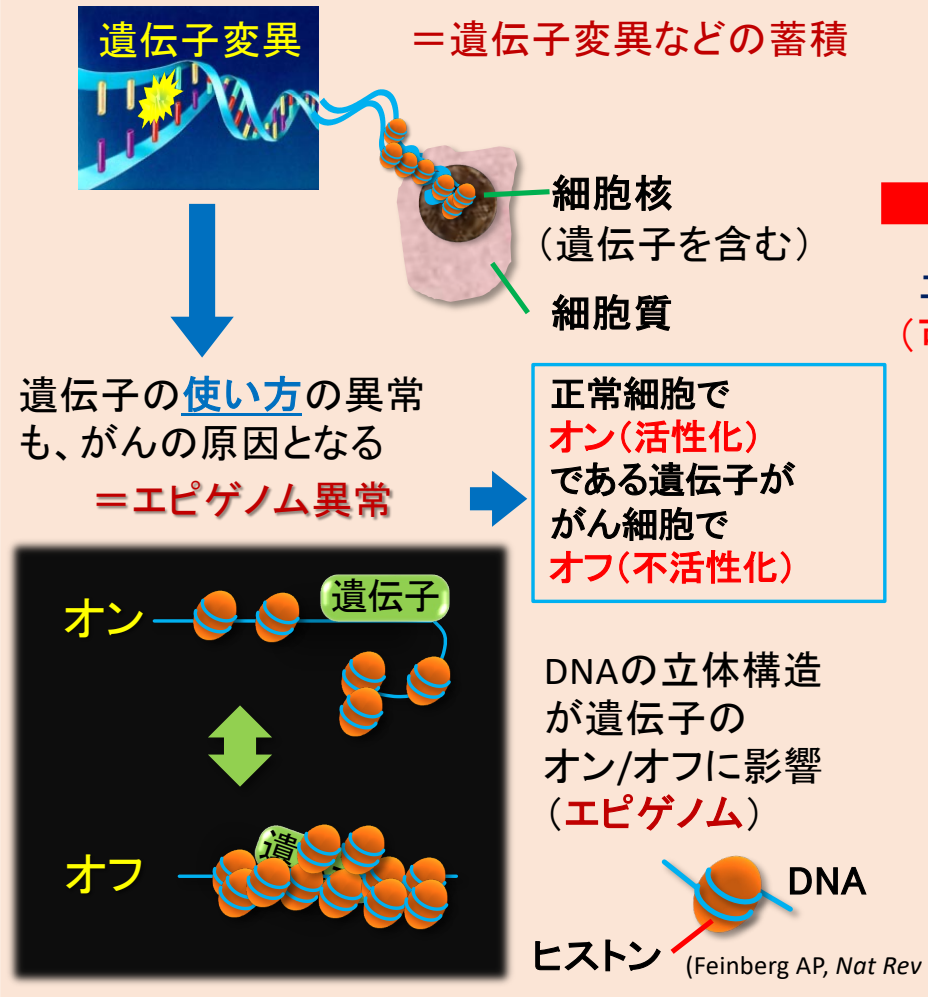 遺伝子変異
＝遺伝子変異などの蓄積
細胞核
（遺伝子を含む）
細胞質
遺伝子の使い方の異常
も、がんの原因となる
＝エピゲノム異常
正常細胞で
オン（活性化）
である遺伝子が
がん細胞で
オフ（不活性化）
オン
遺伝子
オフ
遺
DNAの立体構造
が遺伝子の
オン/オフに影響
（エピゲノム）
DNA
ヒストン
(Feinberg AP, Nat Rev